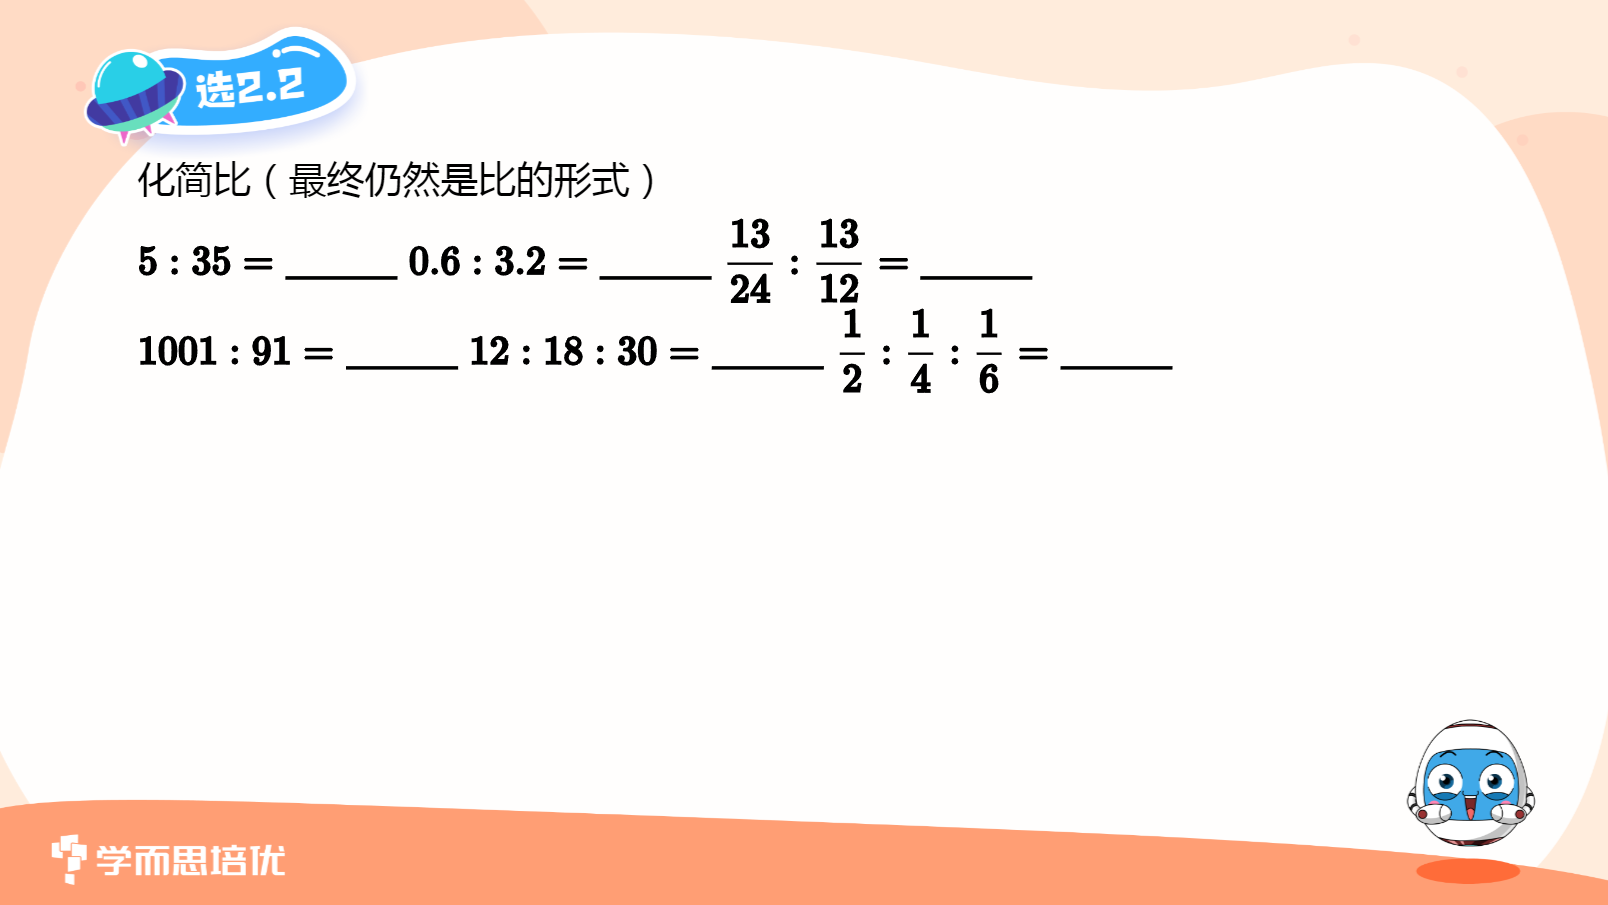 选2.2
化简比（最终仍然是比的形式）
5 : 35 = ______ 0.6 : 3.2 = ______ 13/24 : 13/12 = ______
1001 : 91 = ______ 12 : 18 : 30 = ______ 1/2 : 1/4 : 1/6 = ______
学而思培优